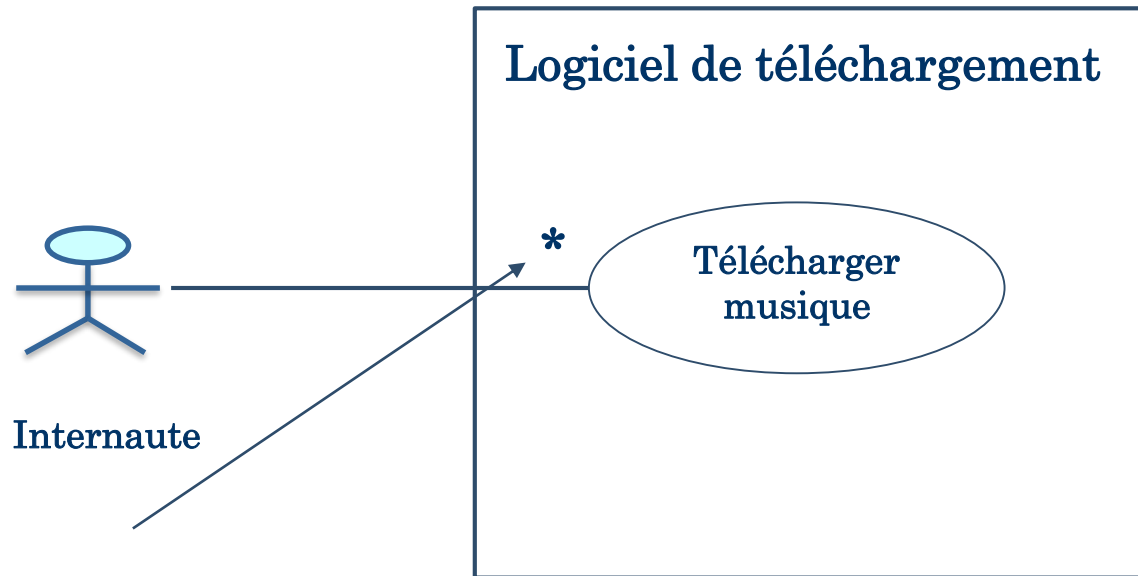 Logiciel de téléchargement
*
Télécharger
musique
Internaute